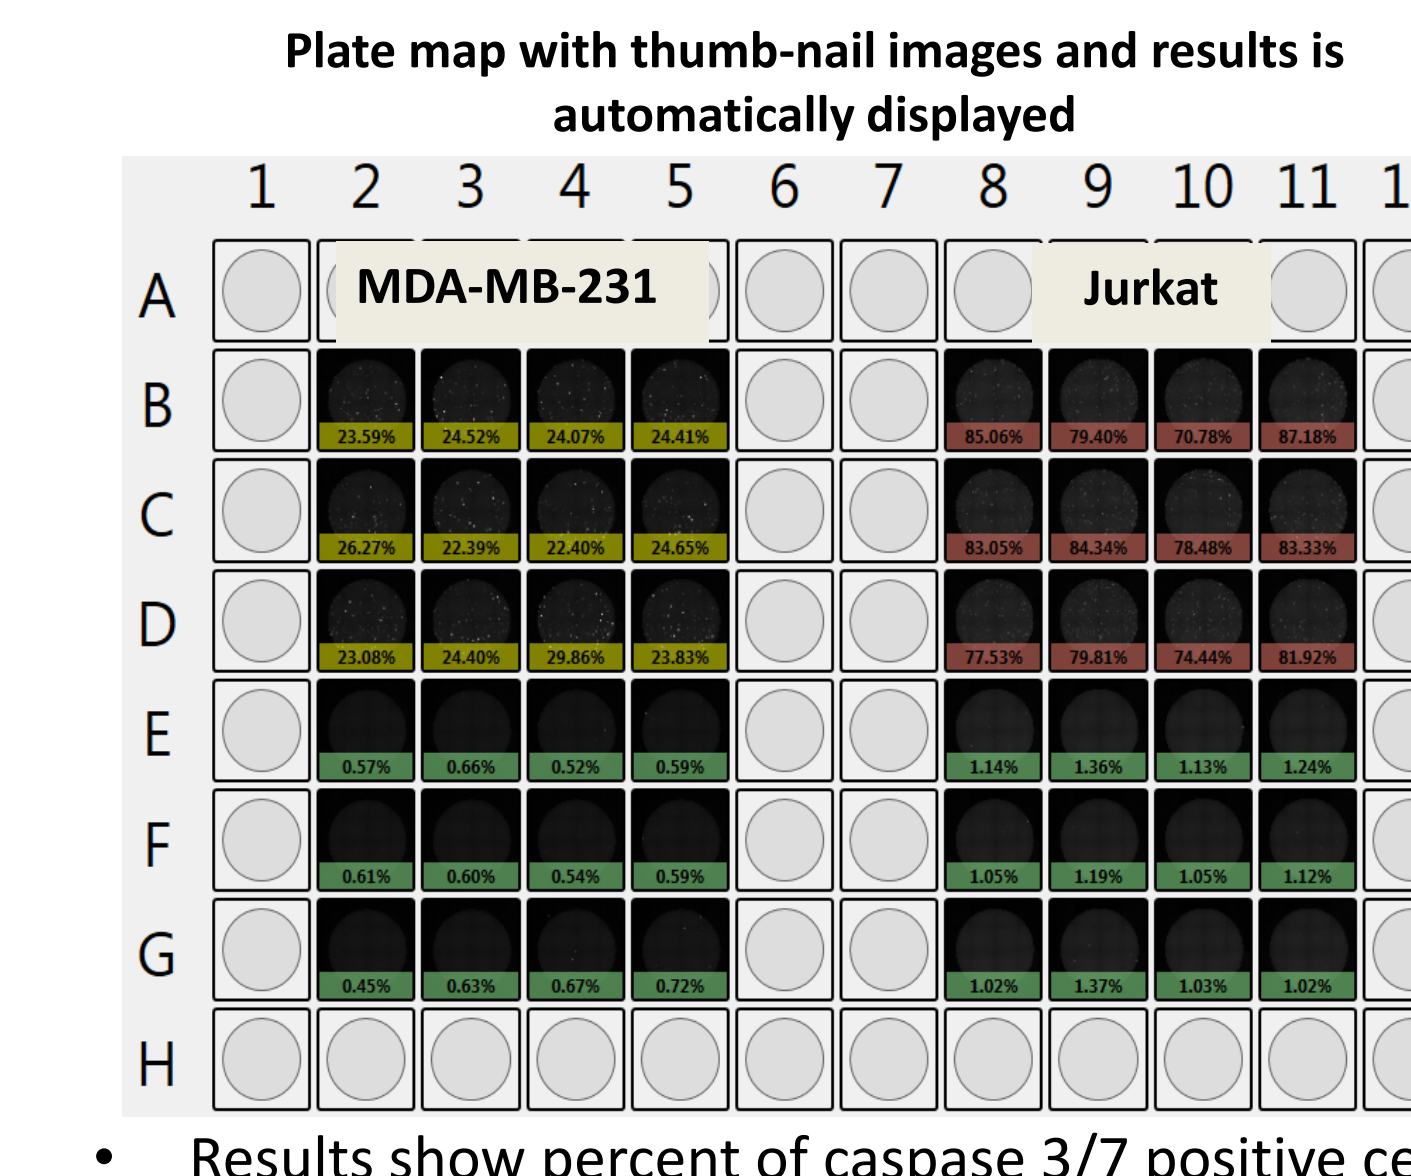 Plate map with thumb-nail images and results is
automatically displayed
1 2 3 4 5 6 7 8 9 10 11 1
A MDA-MB-231 Jurkat
B 23.59% 24.52% 24.07% 24.41% 85.06% 79.40% 70.78% 87.18%
C 26.27% 22.39% 22.40% 24.65% 83.05% 84.34% 78.48% 83.33%
D 23.08% 24.40% 29.86% 23.83% 77.53% 79.81% 74.44% 81.92%
E 0.57% 0.66% 0.52% 0.59% 1.14% 1.36% 1.13% 1.24%
F 0.61% 0.60% 0.54% 0.59% 1.05% 1.19% 1.05% 1.12%
G 0.45% 0.63% 0.67% 0.72% 1.02% 1.37% 1.03% 1.02%
H
• Results show percent of caspase 3/7 positive ce